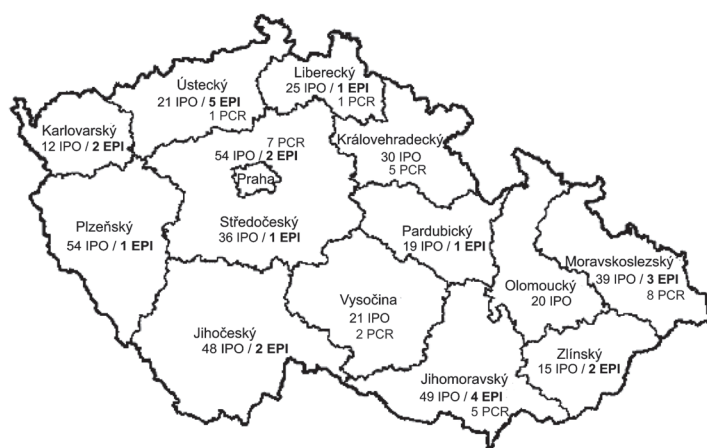 Liberecký
25 IPO / 1 EPI
1 PCR
Ústecký
21 IPO / 5 EPI
1 PCR
Karlovarský
12 IPO / 2 EPI
7 PCR
54 IPO / 2 EPI
Praha
Královehradecký
30 IPO
5 PCR
Plzeňský
54 IPO / 1 EPI
Středočeský
36 IPO / 1 EPI
Pardubický
19 IPO / 1 EPI
Moravskoslezský
39 IPO / 3 EPI
8 PCR
Olomoucký
20 IPO
Vysočina
21 IPO
2 PCR
Jihočeský
48 IPO / 2 EPI
Zlínský
15 IPO / 2 EPI
Jihomoravský
49 IPO / 4 EPI
5 PCR